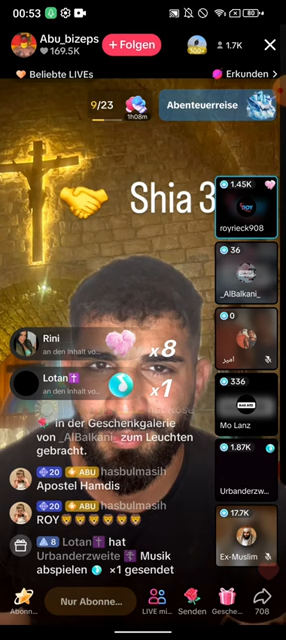 00:53
80
Abu_bizeps
169.5K
+ Folgen
1.7K
Beliebte LIVEs
Erkunden >
9/23
1h08m
Abenteuerreise
Shia 3
1.45K
royrieck908
36
_AlBalkani_
0
امیر
336
Mo Lanz
1.87K
Urbanderzw...
17.7K
Ex-Muslim
Rini
an den Inhalt vo...
x8
Lotan✝️
an den Inhalt vo...
x1
in der Geschenkgalerie
von _AlBalkani_ zum Leuchten
gebracht.
20 ABU hasbulmasih
Apostel Hamdis
20 ABU hasbulmasih
ROY🦁🦁🦁🦁🦁🦁
8 Lotan✝️ hat
Urbanderzweite ✝️ Musik
abspielen ×1 gesendet
Abonn...
Nur Abonne...
LIVE mi...
Senden
Gesche...
708